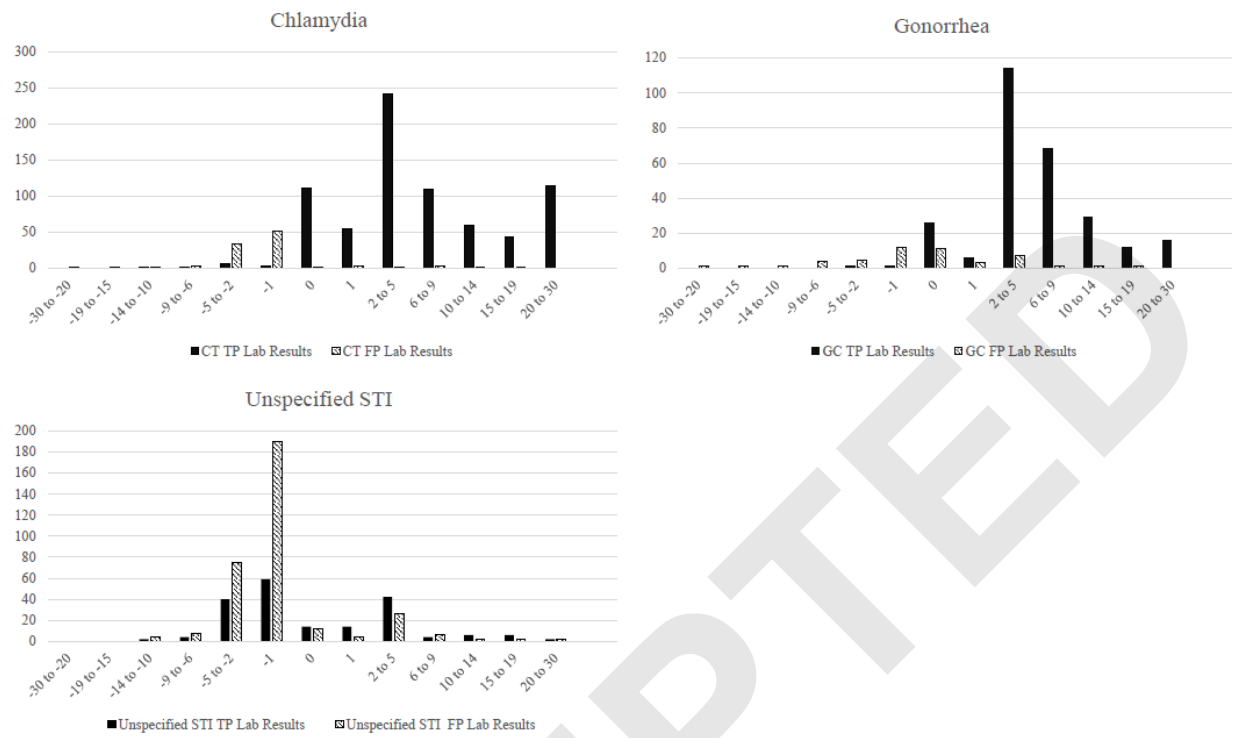 Chlamydia
300
250
200
150
100
50
0
-30 to -20
-19 to -15
-14 to -10
-9 to -6
-5 to -2
-1
0
1
2 to 5
6 to 9
10 to 14
15 to 19
20 to 30
CT TP Lab Results CT FP Lab Results
Gonorrhea
120
100
80
60
40
20
0
-30 to -20
-19 to -15
-14 to -10
-9 to -6
-5 to -2
-1
0
1
2 to 5
6 to 9
10 to 14
15 to 19
20 to 30
GC TP Lab Results GC FP Lab Results
Unspecified STI
200
180
160
140
120
100
80
60
40
20
0
-30 to -20
-19 to -15
-14 to -10
-9 to -6
-5 to -2
-1
0
1
2 to 5
6 to 9
10 to 14
15 to 19
20 to 30
Unspecified STI TP Lab Results Unspecified STI FP Lab Results
PTED